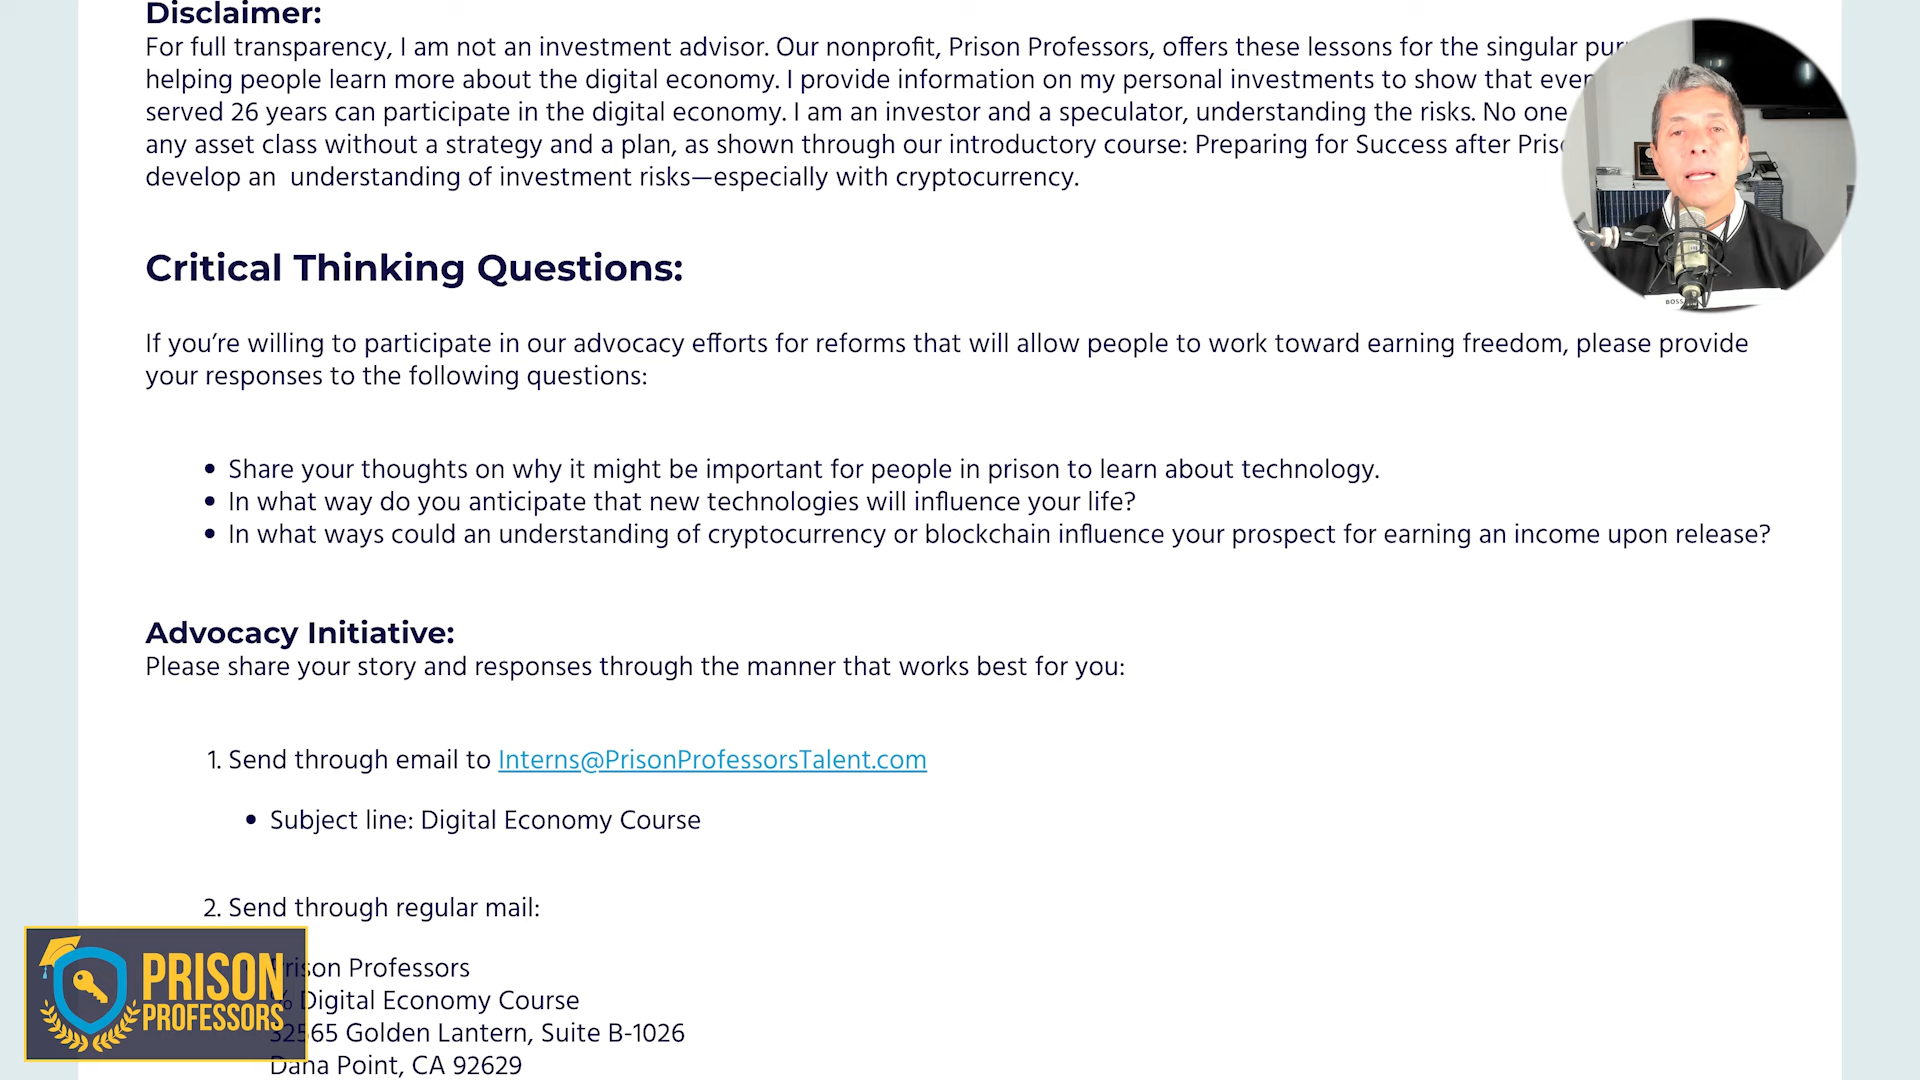 Disclaimer:
For full transparency, I am not an investment advisor. Our nonprofit, Prison Professors, offers these lessons for the singular
helping people learn more about the digital economy. I provide information on my personal investments to show that
served 26 years can participate in the digital economy. I am an investor and a speculator, understanding the risks. No one
any asset class without a strategy and a plan, as shown through our introductory course: Preparing for Success after
develop an understanding of investment risks—especially with cryptocurrency.
Critical Thinking Questions:
If you’re willing to participate in our advocacy efforts for reforms that will allow people to work toward earning freedom, please provide
your responses to the following questions:
• Share your thoughts on why it might be important for people in prison to learn about technology.
• In what way do you anticipate that new technologies will influence your life?
• In what ways could an understanding of cryptocurrency or blockchain influence your prospect for earning an income upon release?
Advocacy Initiative:
Please share your story and responses through the manner that works best for you:
1. Send through email to Interns@PrisonProfessorsTalent.com
• Subject line: Digital Economy Course
2. Send through regular mail:
Prison Professors
% Digital Economy Course
32565 Golden Lantern, Suite B-1026
Dana Point, CA 92629
PRISON
PROFESSORS
BOSS